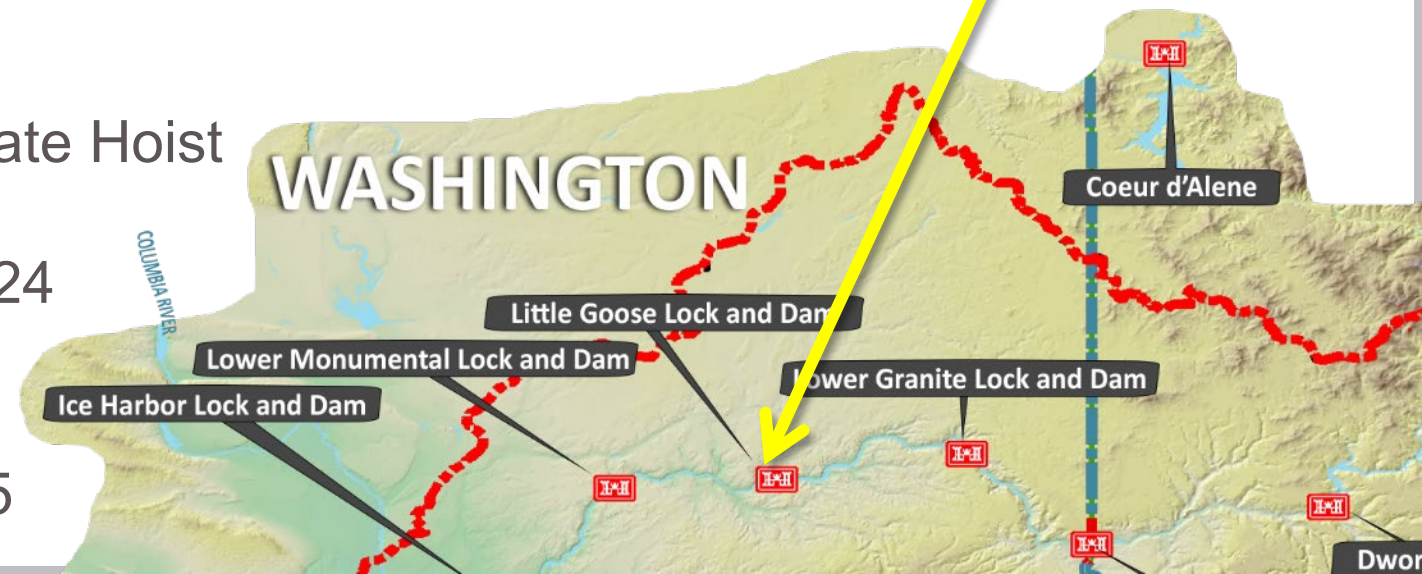 ate Hoist
WASHINGTON
Coeur d'Alene
COLUMBIA RIVER
24
Little Goose Lock and Dam
Lower Monumental Lock and Dam
Lower Granite Lock and Dam
Ice Harbor Lock and Dam
5
Dwor